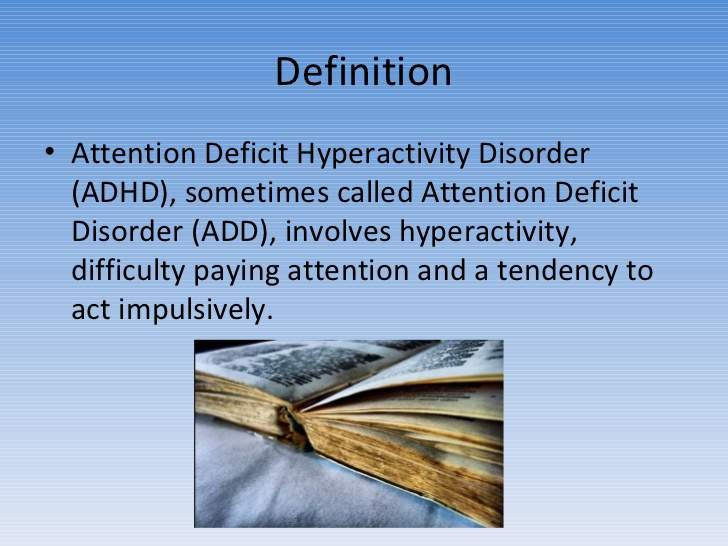 Definition
• Attention Deficit Hyperactivity Disorder
(ADHD), sometimes called Attention Deficit
Disorder (ADD), involves hyperactivity,
difficulty paying attention and a tendency to
act impulsively.